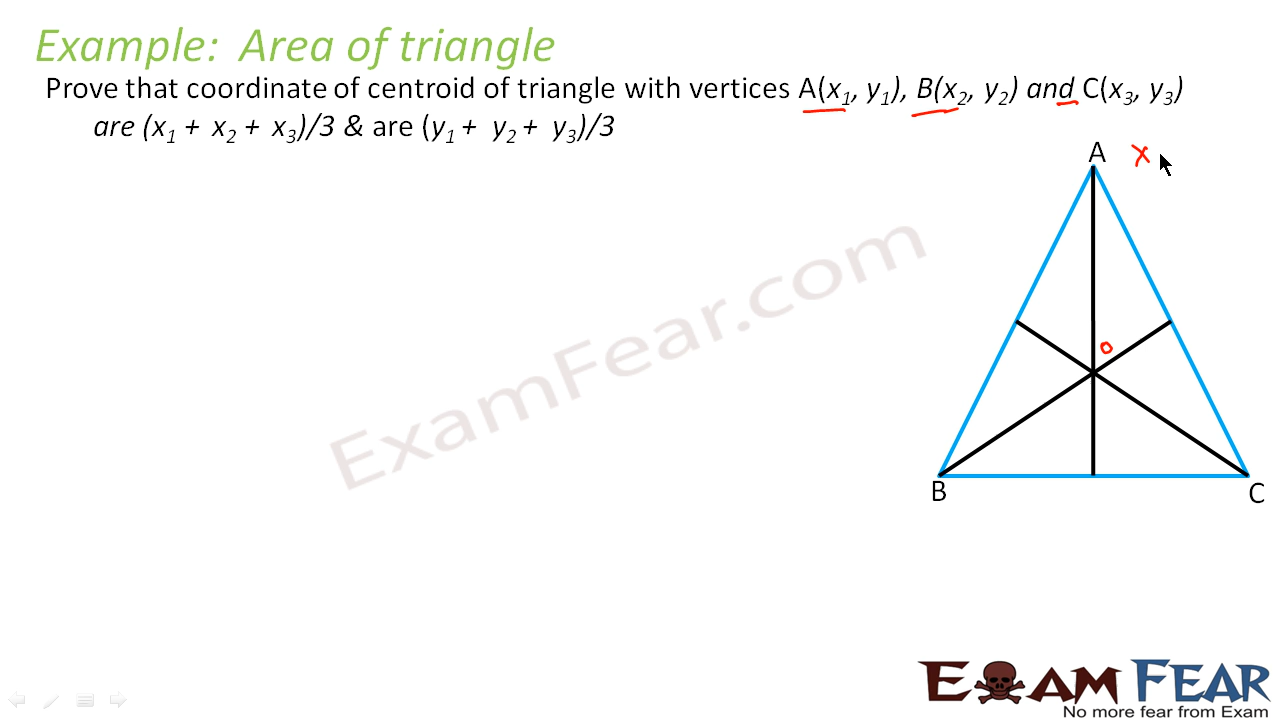 Example: Area of triangle
Prove that coordinate of centroid of triangle with vertices A(x₁, y₁), B(x₂, y₂) and C(x₃, y₃)
are (x₁ + x₂ + x₃)/3 & are (y₁ + y₂ + y₃)/3
A x
o
B
C
ExamFear.com
EXAM FEAR
No more fear from Exam